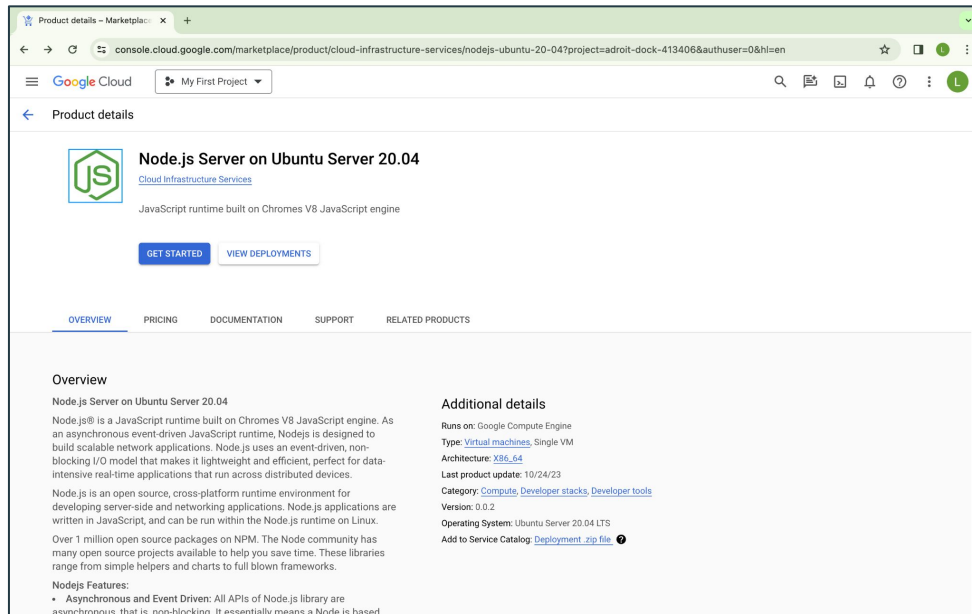 Product details – Marketplace
console.cloud.google.com/marketplace/product/cloud-infrastructure-services/nodejs-ubuntu-20-04?project=adroit-dock-413406&authuser=0&hl=en
L
Google Cloud
My First Project
L
Product details
JS
Node.js Server on Ubuntu Server 20.04
Cloud Infrastructure Services
JavaScript runtime built on Chromes V8 JavaScript engine
GET STARTED
VIEW DEPLOYMENTS
OVERVIEW
PRICING
DOCUMENTATION
SUPPORT
RELATED PRODUCTS
Overview
Node.js Server on Ubuntu Server 20.04
Node.js® is a JavaScript runtime built on Chromes V8 JavaScript engine. As
an asynchronous event-driven JavaScript runtime, Nodejs is designed to
build scalable network applications. Node.js uses an event-driven, non-
blocking I/O model that makes it lightweight and efficient, perfect for data-
intensive real-time applications that run across distributed devices.
Node.js is an open source, cross-platform runtime environment for
developing server-side and networking applications. Node.js applications are
written in JavaScript, and can be run within the Node.js runtime on Linux.
Over 1 million open source packages on NPM. The Node community has
many open source projects available to help you save time. These libraries
range from simple helpers and charts to full blown frameworks.
Nodejs Features:
• Asynchronous and Event Driven: All APIs of Node.js library are
asynchronous, that is, non-blocking. It essentially means a Node.js based
Additional details
Runs on: Google Compute Engine
Type: Virtual machines, Single VM
Architecture: X86_64
Last product update: 10/24/23
Category: Compute, Developer stacks, Developer tools
Version: 0.0.2
Operating System: Ubuntu Server 20.04 LTS
Add to Service Catalog: Deployment .zip file